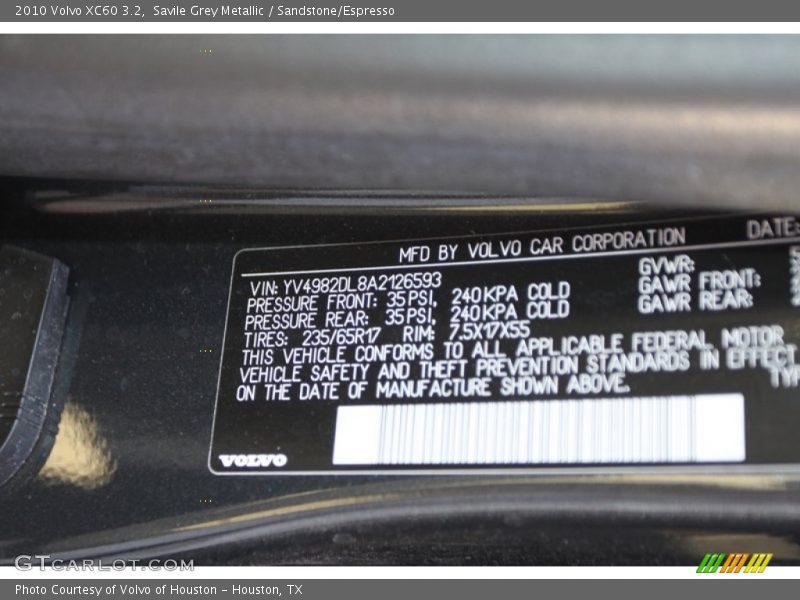 2010 Volvo XC60 3.2, Savile Grey Metallic / Sandstone/Espresso
MFD BY VOLVO CAR CORPORATION DATE:
VIN: YV4982DL8A2126593 GVWR:
PRESSURE FRONT: 35 PSI, 240 KPA COLD GAWR FRONT:
PRESSURE REAR: 35 PSI, 240 KPA COLD GAWR REAR:
TIRES: 235/65R17 RIM: 7,5X17X55
THIS VEHICLE CONFORMS TO ALL APPLICABLE FEDERAL MOTOR
VEHICLE SAFETY AND THEFT PREVENTION STANDARDS IN EFFECT
ON THE DATE OF MANUFACTURE SHOWN ABOVE.
VOLVO
GTCARLOT.COM
Photo Courtesy of Volvo of Houston - Houston, TX